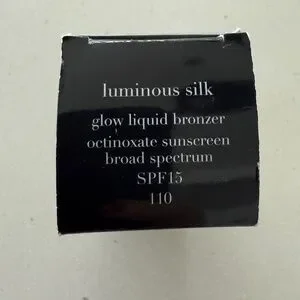 luminous silk
glow liquid bronzer
octinoxate sunscreen
broad spectrum
SPF15
110